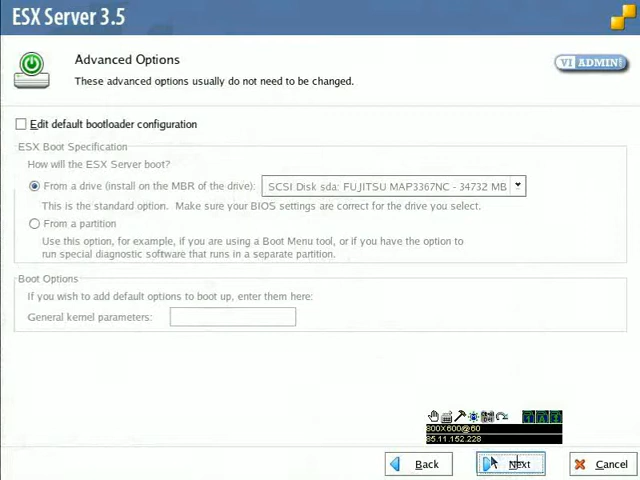 ESX Server 3.5
Advanced Options
VI ADMIN!
These advanced options usually do not need to be changed.
Edit default bootloader configuration
ESX Boot Specification
How will the ESX Server boot?
From a drive (install on the MBR of the drive):
SCSI Disk sda: FUJITSU MAP3367NC - 34732 MB
This is the standard option. Make sure your BIOS settings are correct for the drive you select.
From a partition
Use this option, for example, if you are using a Boot Menu tool, or if you have the option to
run special diagnostic software that runs in a separate partition.
Boot Options
If you wish to add default options to boot up, enter them here:
General kernel parameters:
800X600@60
85.11.152.228
Back
Next
Cancel